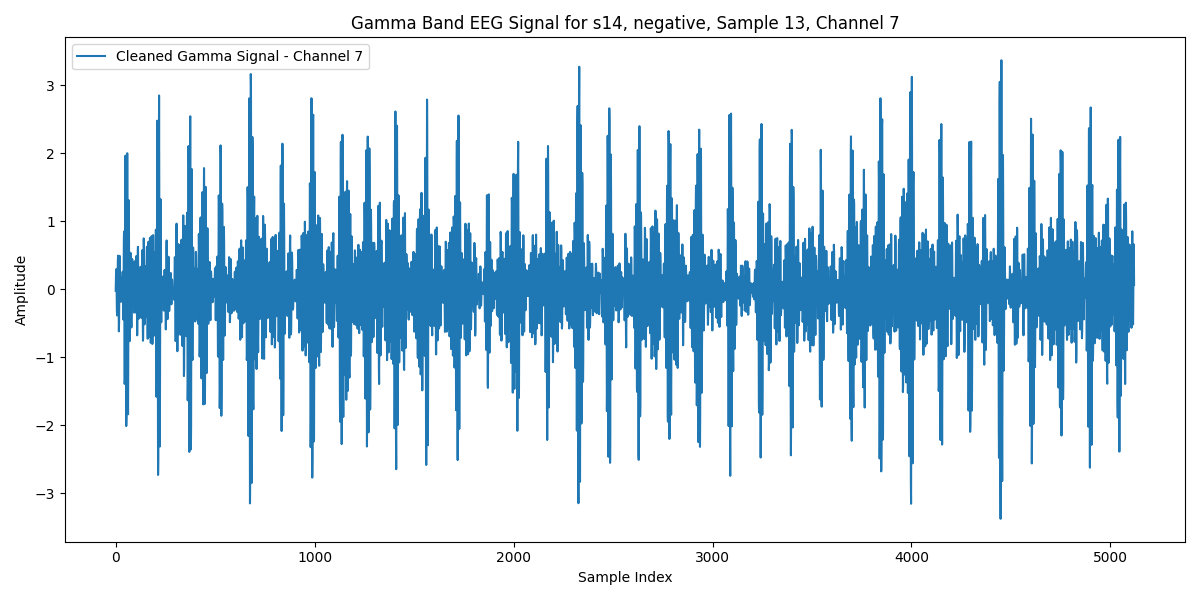 Gamma Band EEG Signal for s14, negative, Sample 13, Channel 7
Cleaned Gamma Signal - Channel 7
Amplitude
3
2
1
0
−1
−2
−3
0 1000 2000 3000 4000 5000
Sample Index